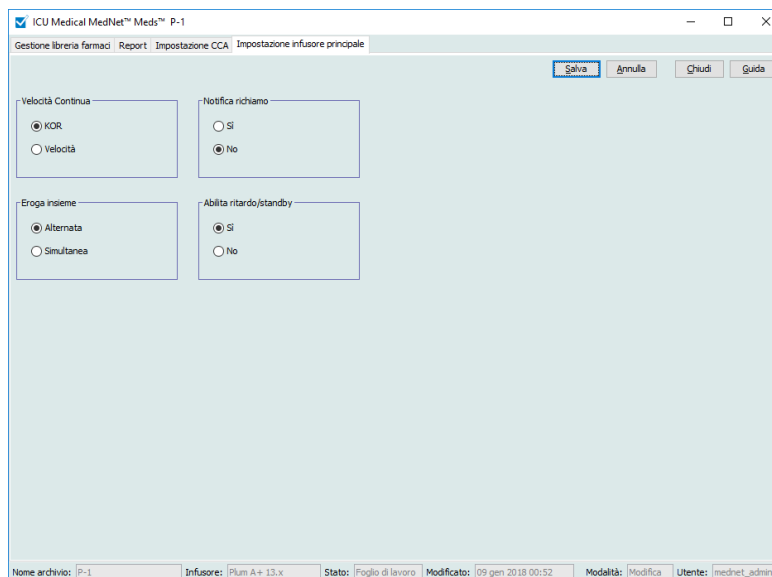 ICU Medical MedNet™ Meds™ P-1
Gestione libreria farmaci Report Impostazione CCA Impostazione infusore principale
Salva Annulla Chiudi Guida
Velocità Continua
KOR
Velocità
Notifica richiamo
Sì
No
Eroga insieme
Alternata
Simultanea
Abilita ritardo/standby
Sì
No
Nome archivio: P-1 Infusore: Plum A+ 13.x Stato: Foglio di lavoro Modificato: 09 gen 2018 00:52 Modalità: Modifica Utente: mednet_admin